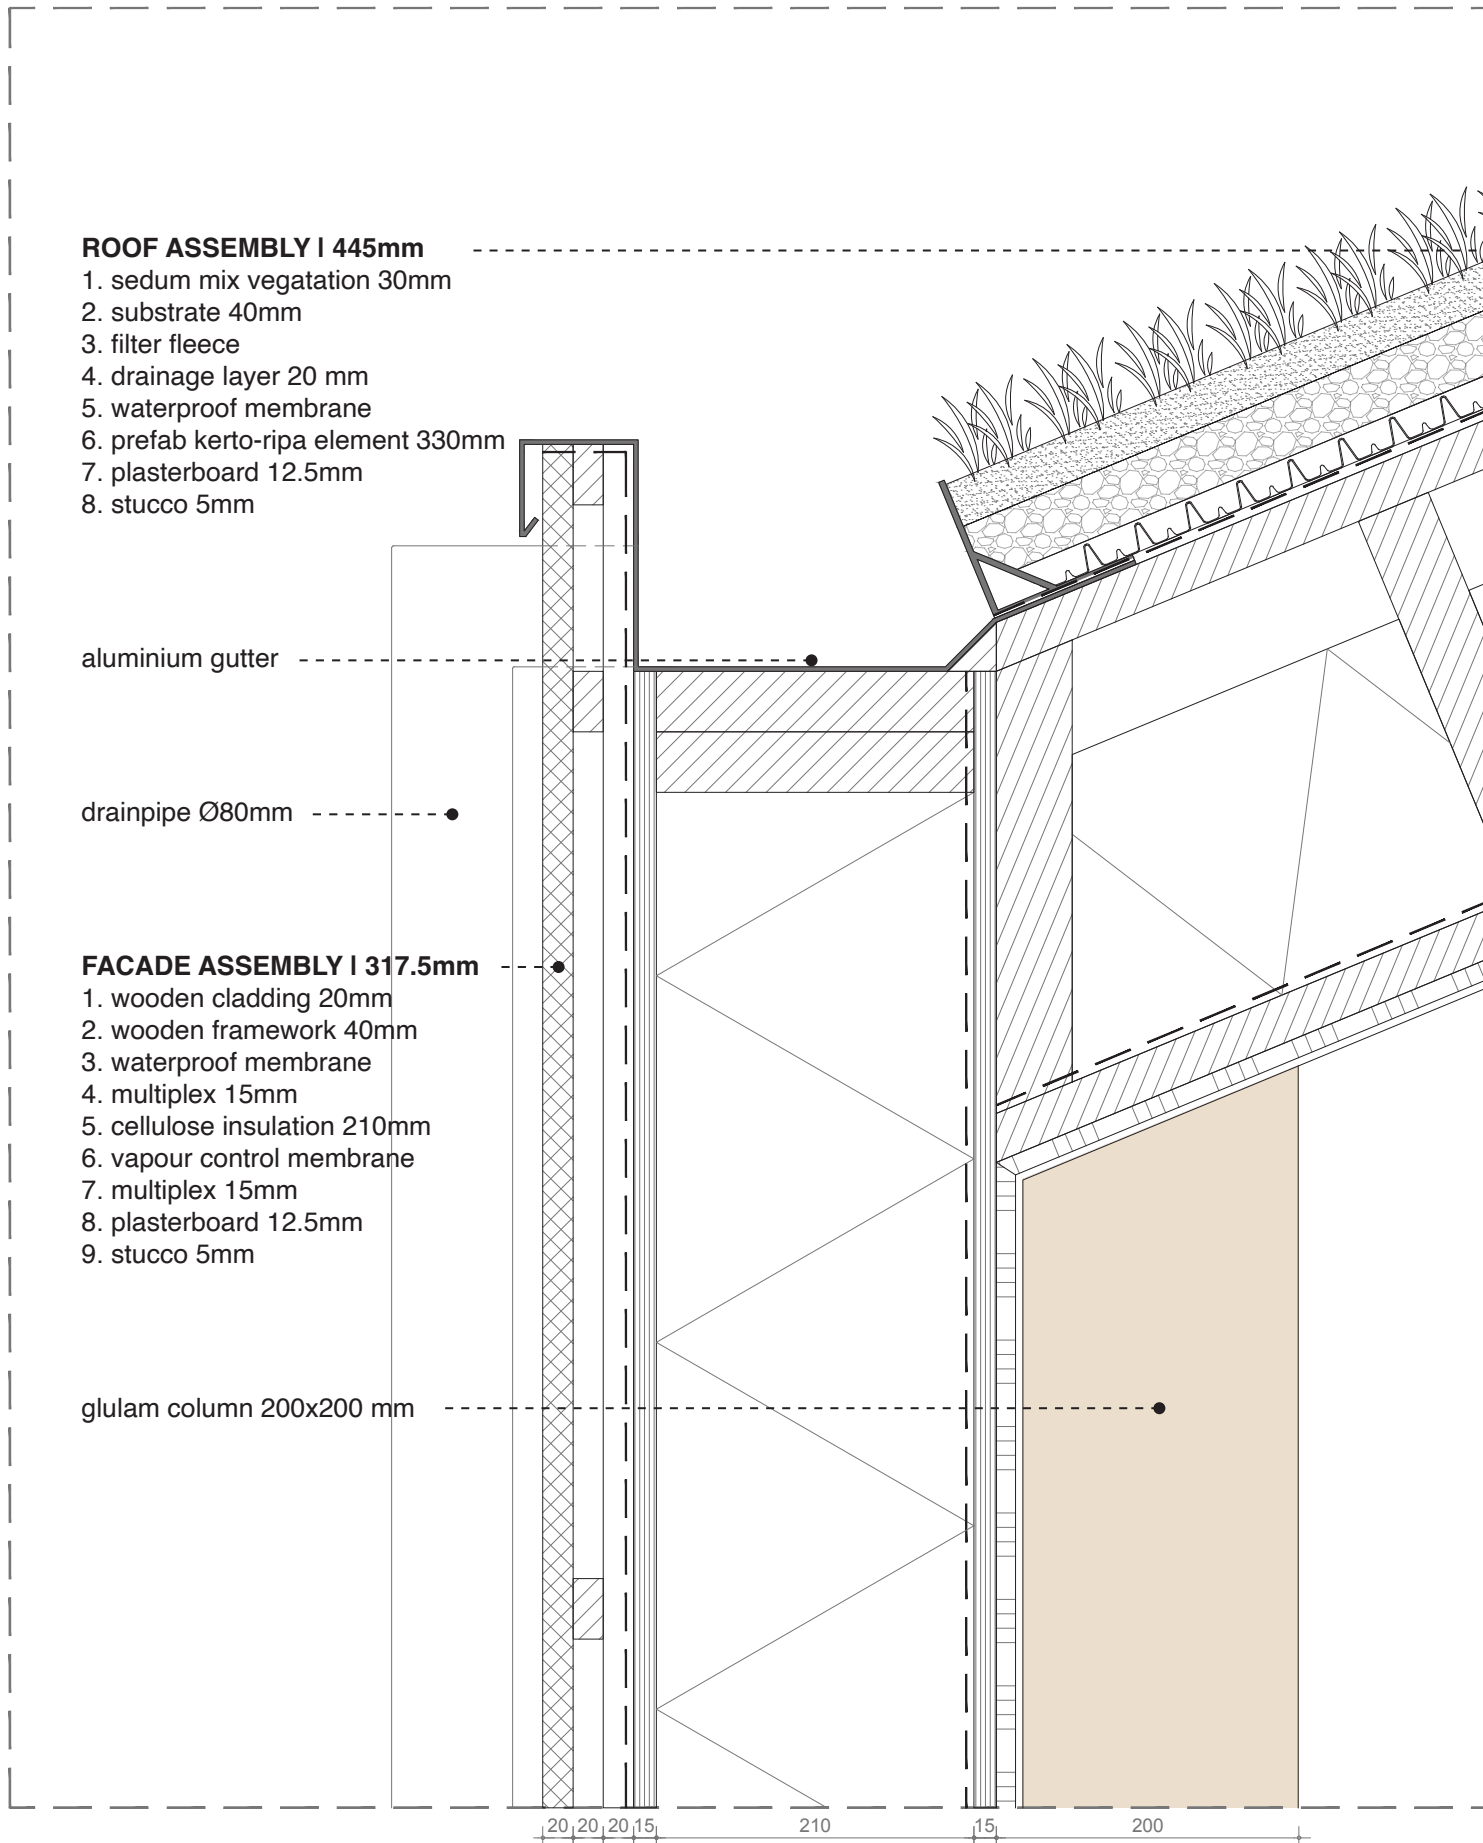 ROOF ASSEMBLY | 445mm
1. sedum mix vegatation 30mm
2. substrate 40mm
3. filter fleece
4. drainage layer 20 mm
5. waterproof membrane
6. prefab kerto-ripa element 330mm
7. plasterboard 12.5mm
8. stucco 5mm
aluminium gutter
drainpipe Ø80mm
FACADE ASSEMBLY | 317.5mm
1. wooden cladding 20mm
2. wooden framework 40mm
3. waterproof membrane
4. multiplex 15mm
5. cellulose insulation 210mm
6. vapour control membrane
7. multiplex 15mm
8. plasterboard 12.5mm
9. stucco 5mm
glulam column 200x200 mm
20 20 20 15 210 15 200